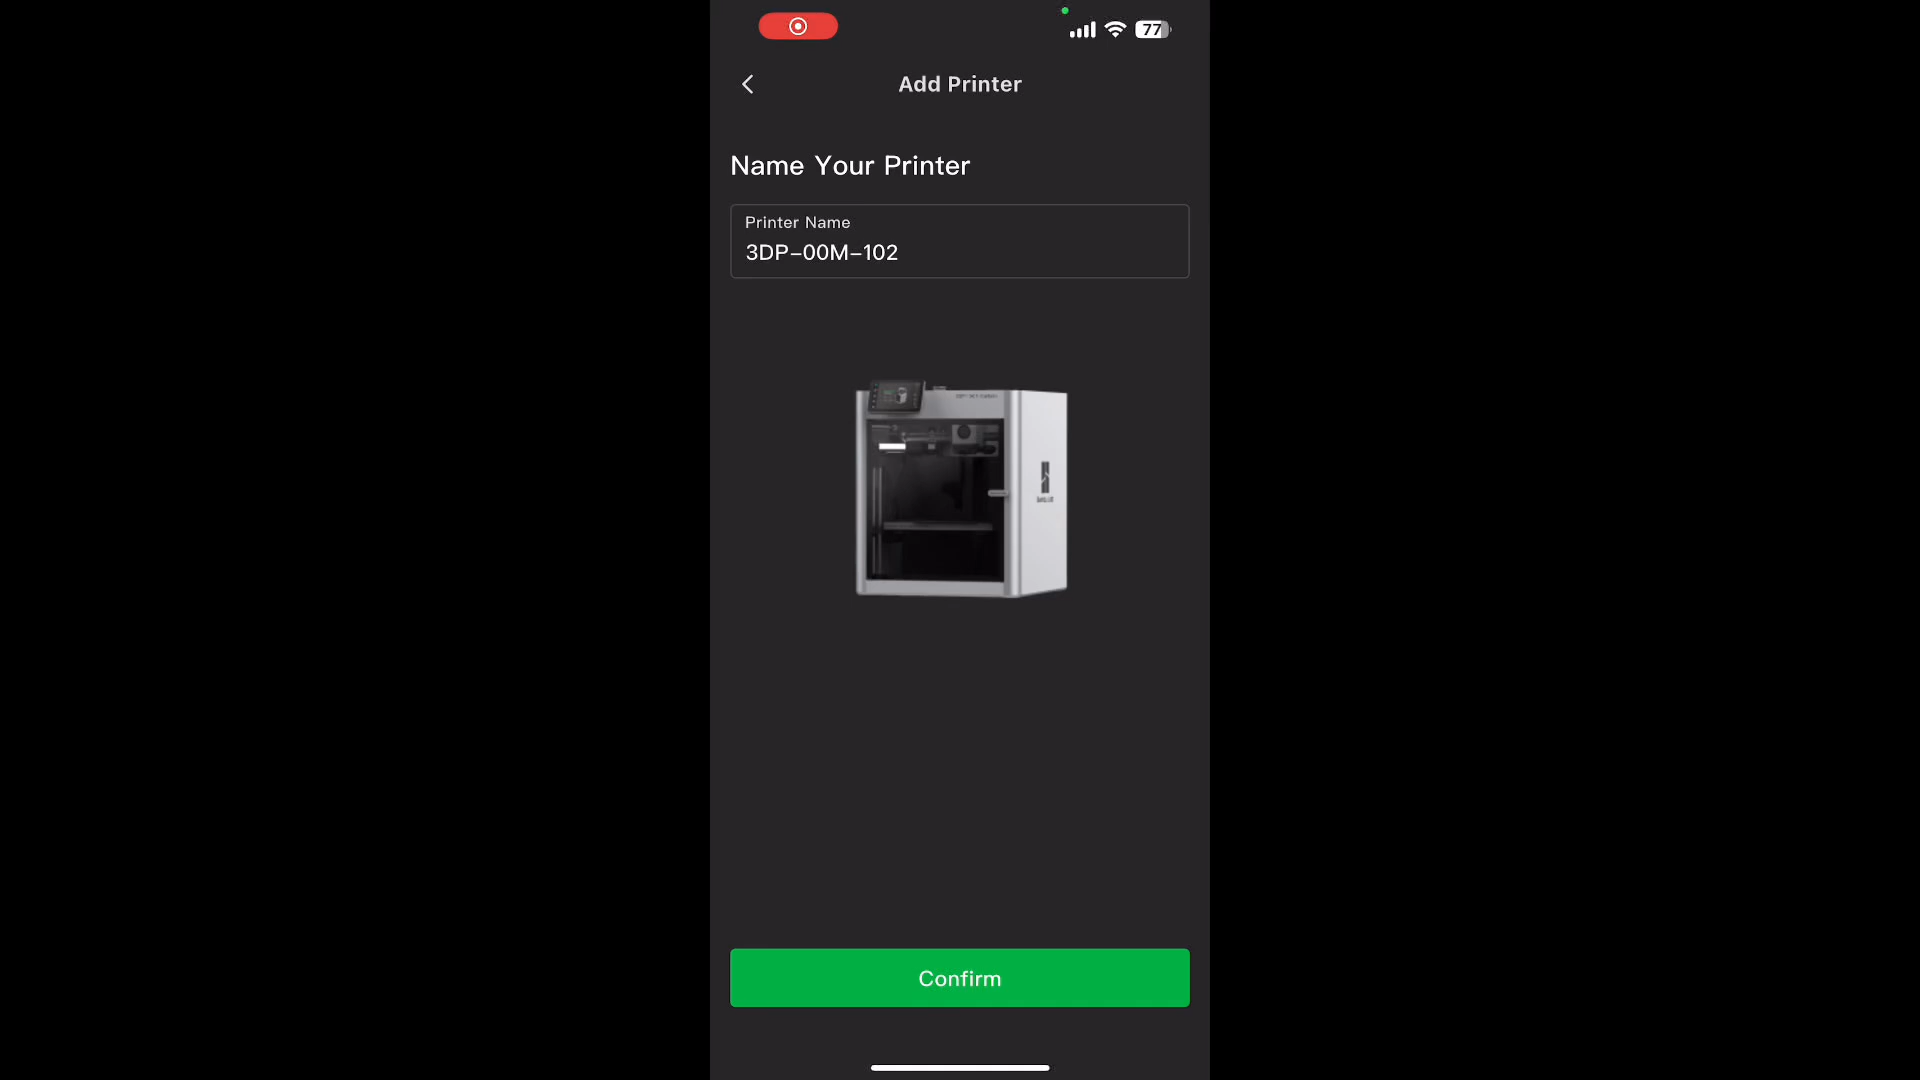 77
Add Printer
Name Your Printer
Printer Name
3DP-00M-102
Confirm